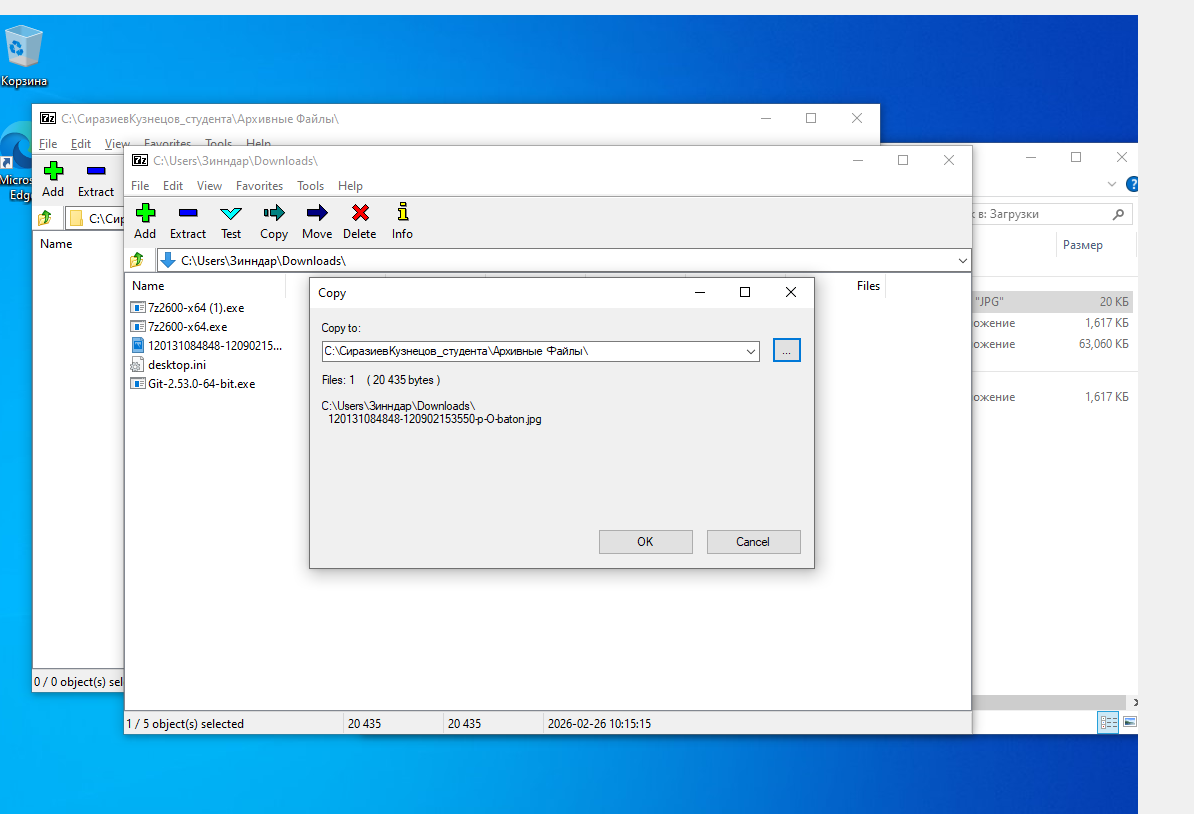 Корзина
Micros
Edge
C:\СиразиевКузнецов_студента\Архивные Файлы\
File Edit View Favorites Tools Help
Add Extract
C:\Сир
Name
0 / 0 object(s) sel
C:\Users\Зинндар\Downloads\
File Edit View Favorites Tools Help
Add Extract Test Copy Move Delete Info
C:\Users\Зинндар\Downloads\
Name Files
7z2600-x64 (1).exe
7z2600-x64.exe
120131084848-12090215...
desktop.ini
Git-2.53.0-64-bit.exe
1 / 5 object(s) selected 20 435 20 435 2026-02-26 10:15:15
Copy
Copy to:
C:\СиразиевКузнецов_студента\Архивные Файлы\
...
Files: 1 ( 20 435 bytes )
C:\Users\Зинндар\Downloads\
120131084848-120902153550-p-O-baton.jpg
OK Cancel
к в: Загрузки
Размер
"JPG" 20 КБ
ожение 1,617 КБ
ожение 63,060 КБ
ожение 1,617 КБ